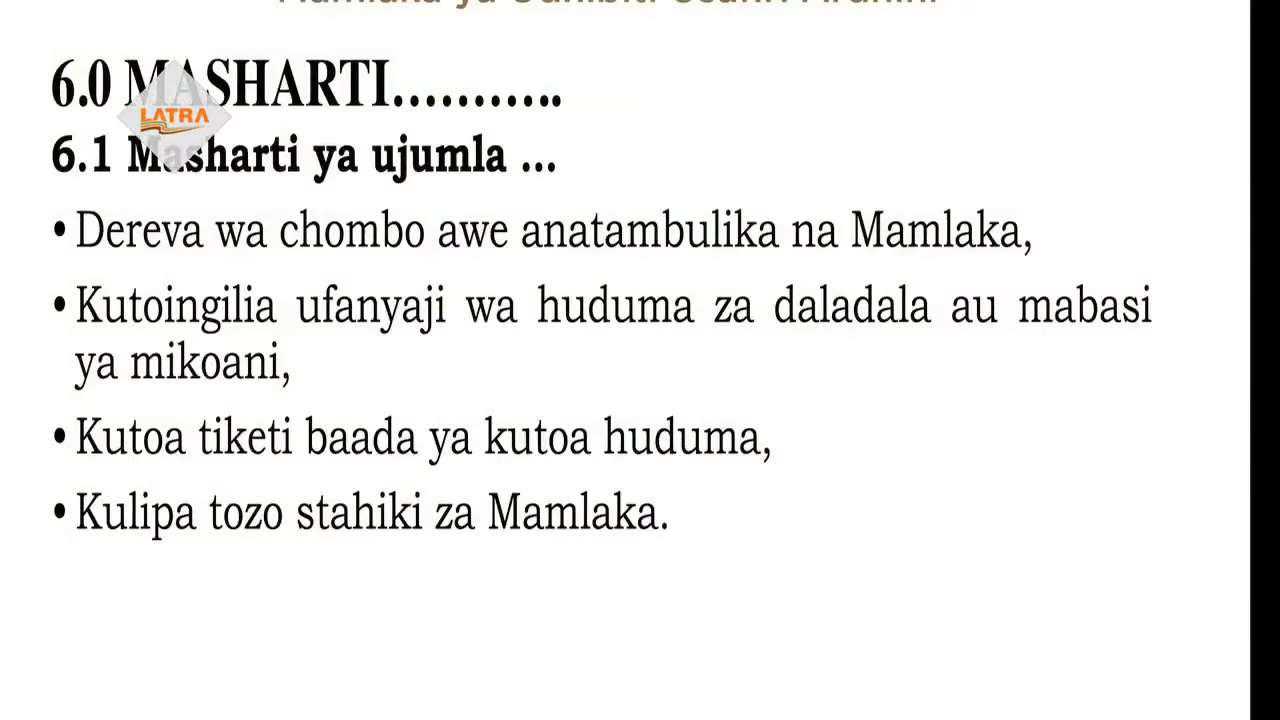 6.0 MASHARTI………..
LATRA
6.1 Masharti ya ujumla ...
• Dereva wa chombo awe anatambulika na Mamlaka,
• Kutoingilia ufanyaji wa huduma za daladala au mabasi
ya mikoani,
• Kutoa tiketi baada ya kutoa huduma,
• Kulipa tozo stahiki za Mamlaka.